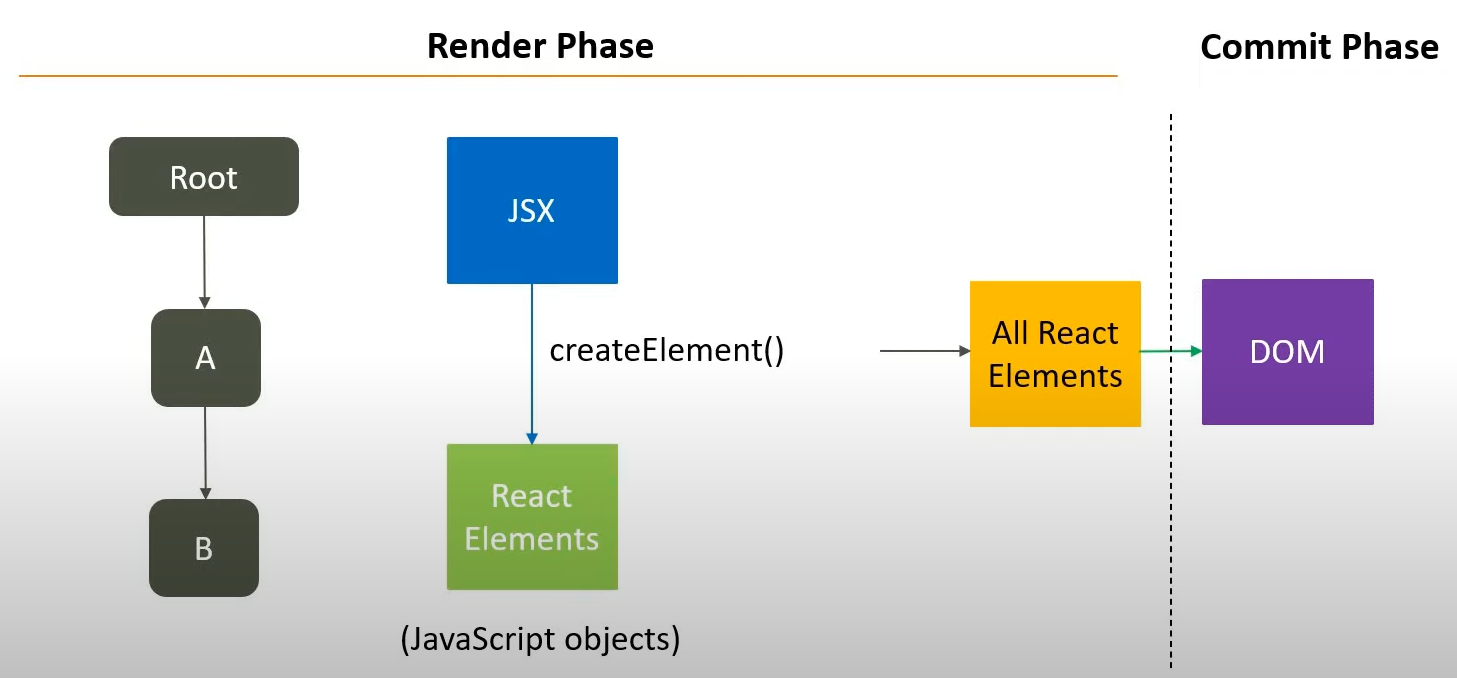 Render Phase
Commit Phase
Root
A
B
JSX
createElement()
React
Elements
(JavaScript objects)
All React
Elements
DOM